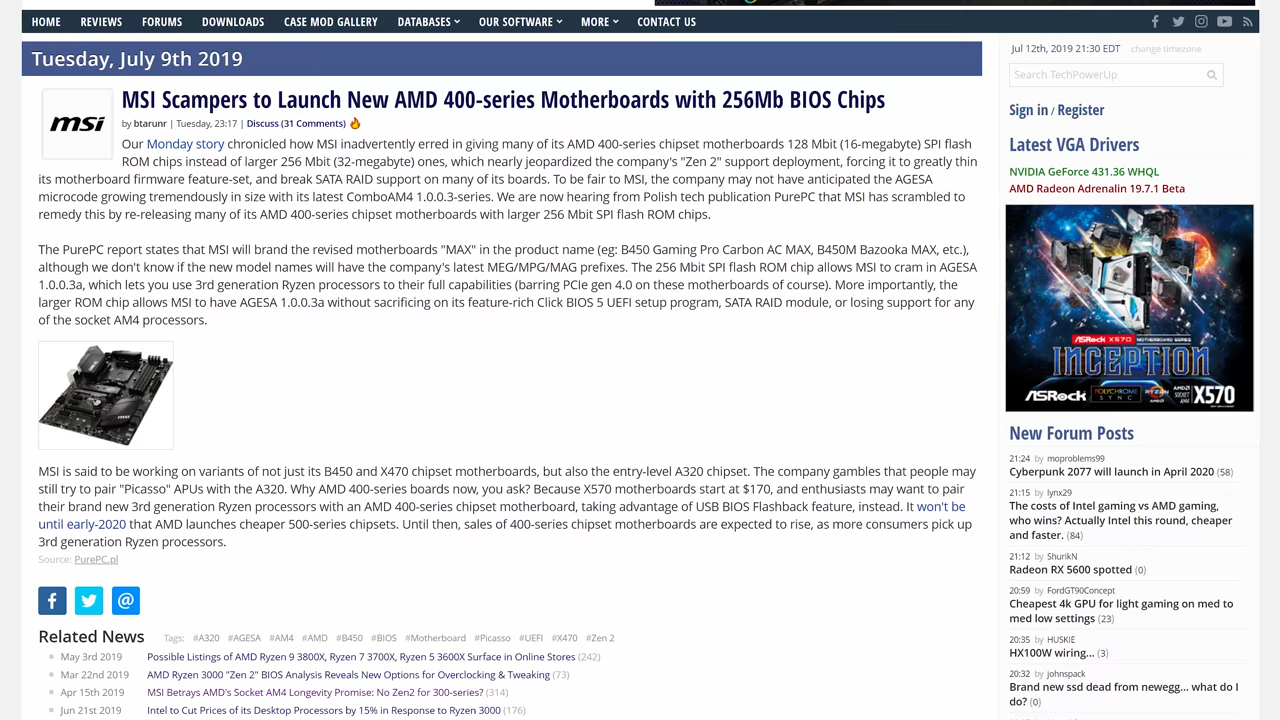 HOME REVIEWS FORUMS DOWNLOADS CASE MOD GALLERY DATABASES OUR SOFTWARE MORE CONTACT US
Tuesday, July 9th 2019
msi
MSI Scampers to Launch New AMD 400-series Motherboards with 256Mb BIOS Chips
by btarunr | Tuesday, 23:17 | Discuss (31 Comments)
Our Monday story chronicled how MSI inadvertently erred in giving many of its AMD 400-series chipset motherboards 128 Mbit (16-megabyte) SPI flash
ROM chips instead of larger 256 Mbit (32-megabyte) ones, which nearly jeopardized the company's "Zen 2" support deployment, forcing it to greatly thin
its motherboard firmware feature-set, and break SATA RAID support on many of its boards. To be fair to MSI, the company may not have anticipated the AGESA
microcode growing tremendously in size with its latest ComboAM4 1.0.0.3-series. We are now hearing from Polish tech publication PurePC that MSI has scrambled to
remedy this by re-releasing many of its AMD 400-series chipset motherboards with larger 256 Mbit SPI flash ROM chips.
The PurePC report states that MSI will brand the revised motherboards "MAX" in the product name (eg: B450 Gaming Pro Carbon AC MAX, B450M Bazooka MAX, etc.),
although we don't know if the new model names will have the company's latest MEG/MPG/MAG prefixes. The 256 Mbit SPI flash ROM chip allows MSI to cram in AGESA
1.0.0.3a, which lets you use 3rd generation Ryzen processors to their full capabilities (barring PCIe gen 4.0 on these motherboards of course). More importantly, the
larger ROM chip allows MSI to have AGESA 1.0.0.3a without sacrificing on its feature-rich Click BIOS 5 UEFI setup program, SATA RAID module, or losing support for any
of the socket AM4 processors.
MSI is said to be working on variants of not just its B450 and X470 chipset motherboards, but also the entry-level A320 chipset. The company gambles that people may
still try to pair "Picasso" APUs with the A320. Why AMD 400-series boards now, you ask? Because X570 motherboards start at $170, and enthusiasts may want to pair
their brand new 3rd generation Ryzen processors with an AMD 400-series chipset motherboard, taking advantage of USB BIOS Flashback feature, instead. It won't be
until early-2020 that AMD launches cheaper 500-series chipsets. Until then, sales of 400-series chipset motherboards are expected to rise, as more consumers pick up
3rd generation Ryzen processors.
Source: PurePC.pl
Related News Tags: #A320 #AGESA #AM4 #AMD #B450 #BIOS #Motherboard #Picasso #UEFI #X470 #Zen 2
May 3rd 2019 Possible Listings of AMD Ryzen 9 3800X, Ryzen 7 3700X, Ryzen 5 3600X Surface in Online Stores (242)
Mar 22nd 2019 AMD Ryzen 3000 "Zen 2" BIOS Analysis Reveals New Options for Overclocking & Tweaking (73)
Apr 15th 2019 MSI Betrays AMD's Socket AM4 Longevity Promise: No Zen2 for 300-series? (314)
Jun 21st 2019 Intel to Cut Prices of its Desktop Processors by 15% in Response to Ryzen 3000 (176)
Jul 12th, 2019 21:30 EDT change timezone
Search TechPowerUp
Sign in / Register
Latest VGA Drivers
NVIDIA GeForce 431.36 WHQL
AMD Radeon Adrenalin 19.7.1 Beta
ASRock X570 MOTHERBOARD SERIES
INCEPTION
ASRock POLYCHROME SYNC RYZEN AMD SOCKET AM4 X570
New Forum Posts
21:24 by moproblems99
Cyberpunk 2077 will launch in April 2020 (58)
21:15 by lynx29
The costs of Intel gaming vs AMD gaming,
who wins? Actually Intel this round, cheaper
and faster. (84)
21:12 by ShurikN
Radeon RX 5600 spotted (0)
20:59 by FordGT90Concept
Cheapest 4k GPU for light gaming on med to
med low settings (23)
20:35 by HUSKIE
HX100W wiring... (3)
20:32 by johnspack
Brand new ssd dead from newegg... what do I
do? (0)